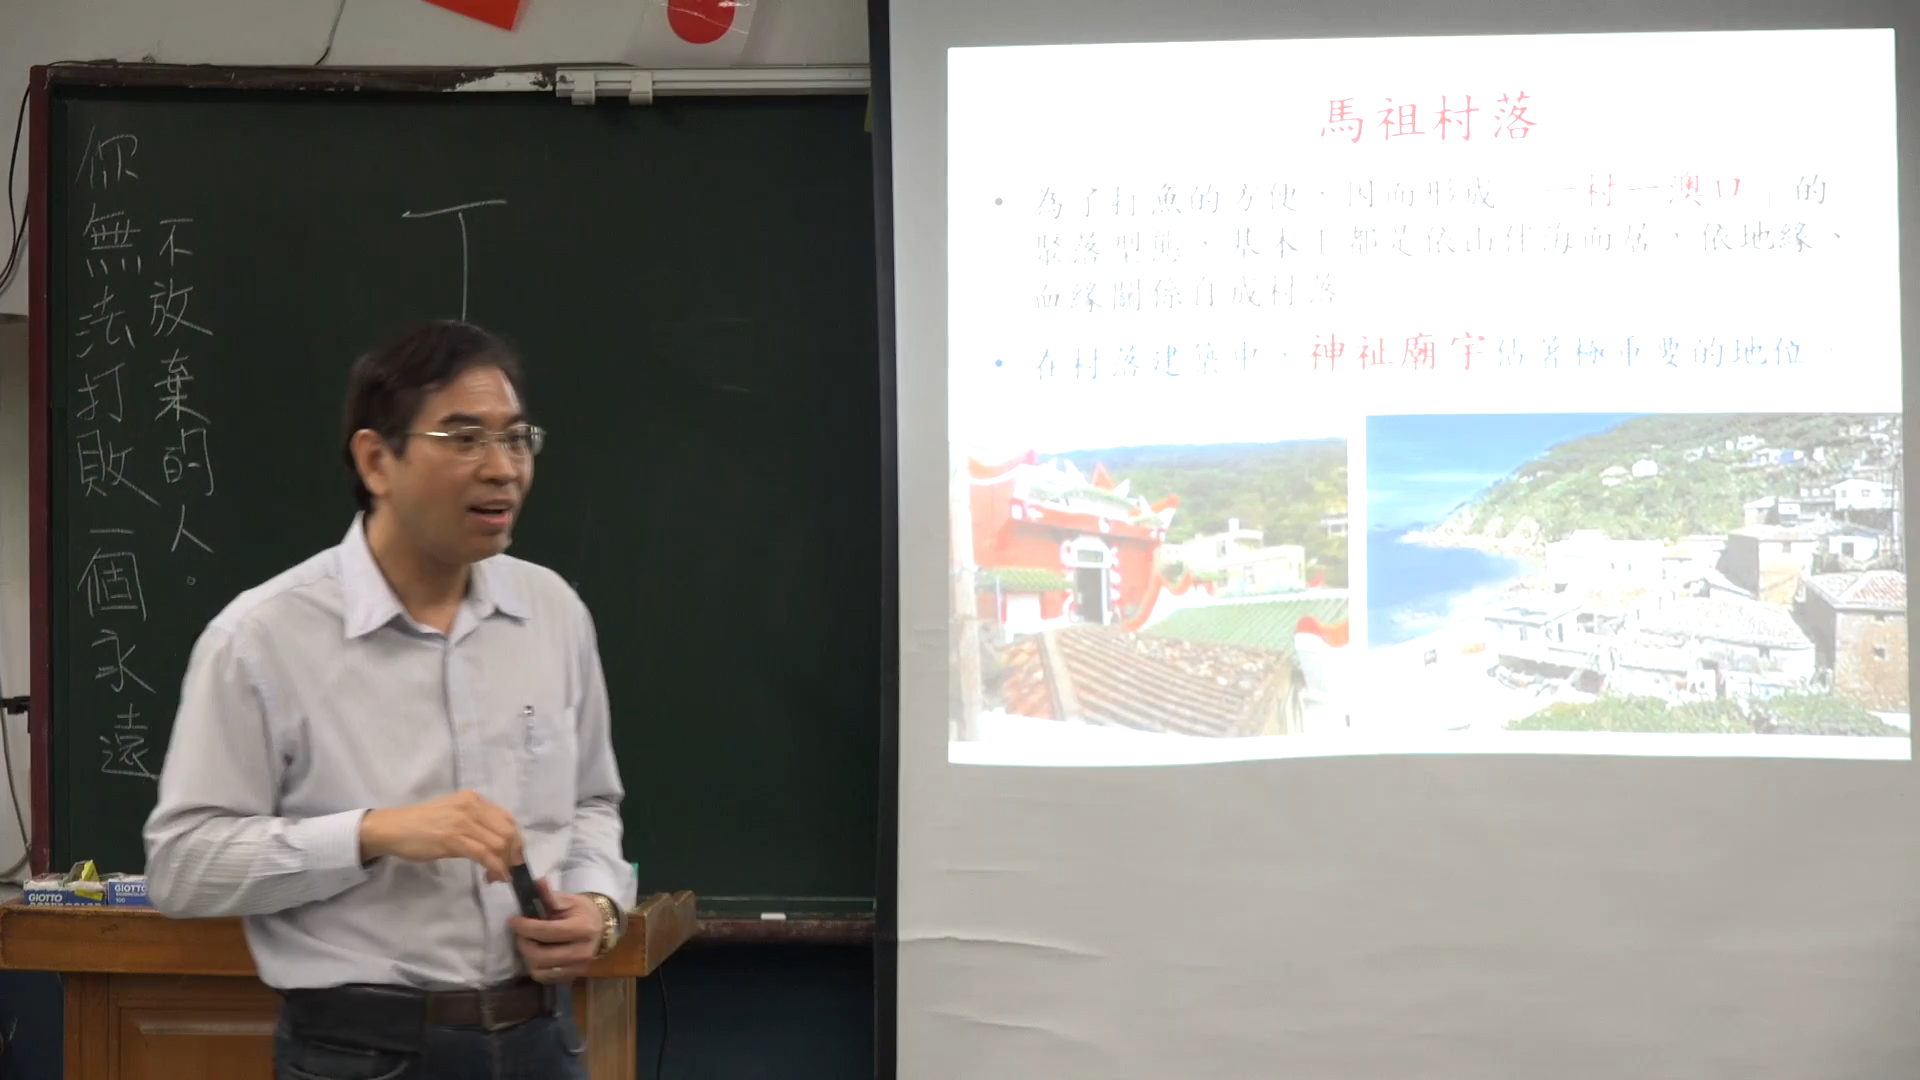 你無法打敗一個永遠
不放棄的人。
丁
馬祖村落
• 為了打魚的方便，因而形成「一村一澳口」的
聚落型態。基本上都是依山伴海而居，依地緣、
血緣關係自成村落
• 在村落建築中，神祉廟宇佔著極重要的地位。
GIOTTO
ROBERCOLOR
GIOTTO
100